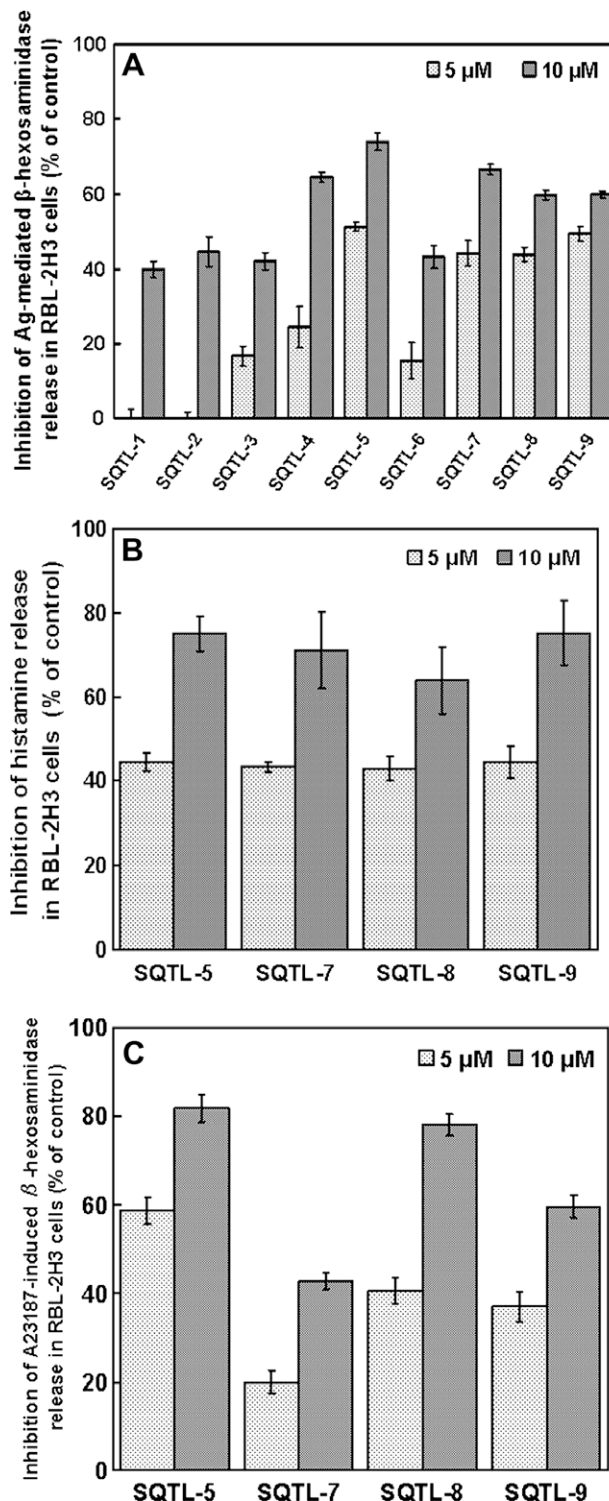 Inhibition of Ag-mediated β-hexosaminidase
release in RBL-2H3 cells (% of control)
A
5 μM
10 μM
100
80
60
40
20
0
SQTL-1
SQTL-2
SQTL-3
SQTL-4
SQTL-5
SQTL-6
SQTL-7
SQTL-8
SQTL-9
Inhibition of histamine release
in RBL-2H3 cells (% of control)
B
5 μM
10 μM
100
80
60
40
20
0
SQTL-5
SQTL-7
SQTL-8
SQTL-9
Inhibition of A23187-induced β-hexosaminidase
release in RBL-2H3 cells (% of control)
C
5 μM
10 μM
100
80
60
40
20
0
SQTL-5
SQTL-7
SQTL-8
SQTL-9